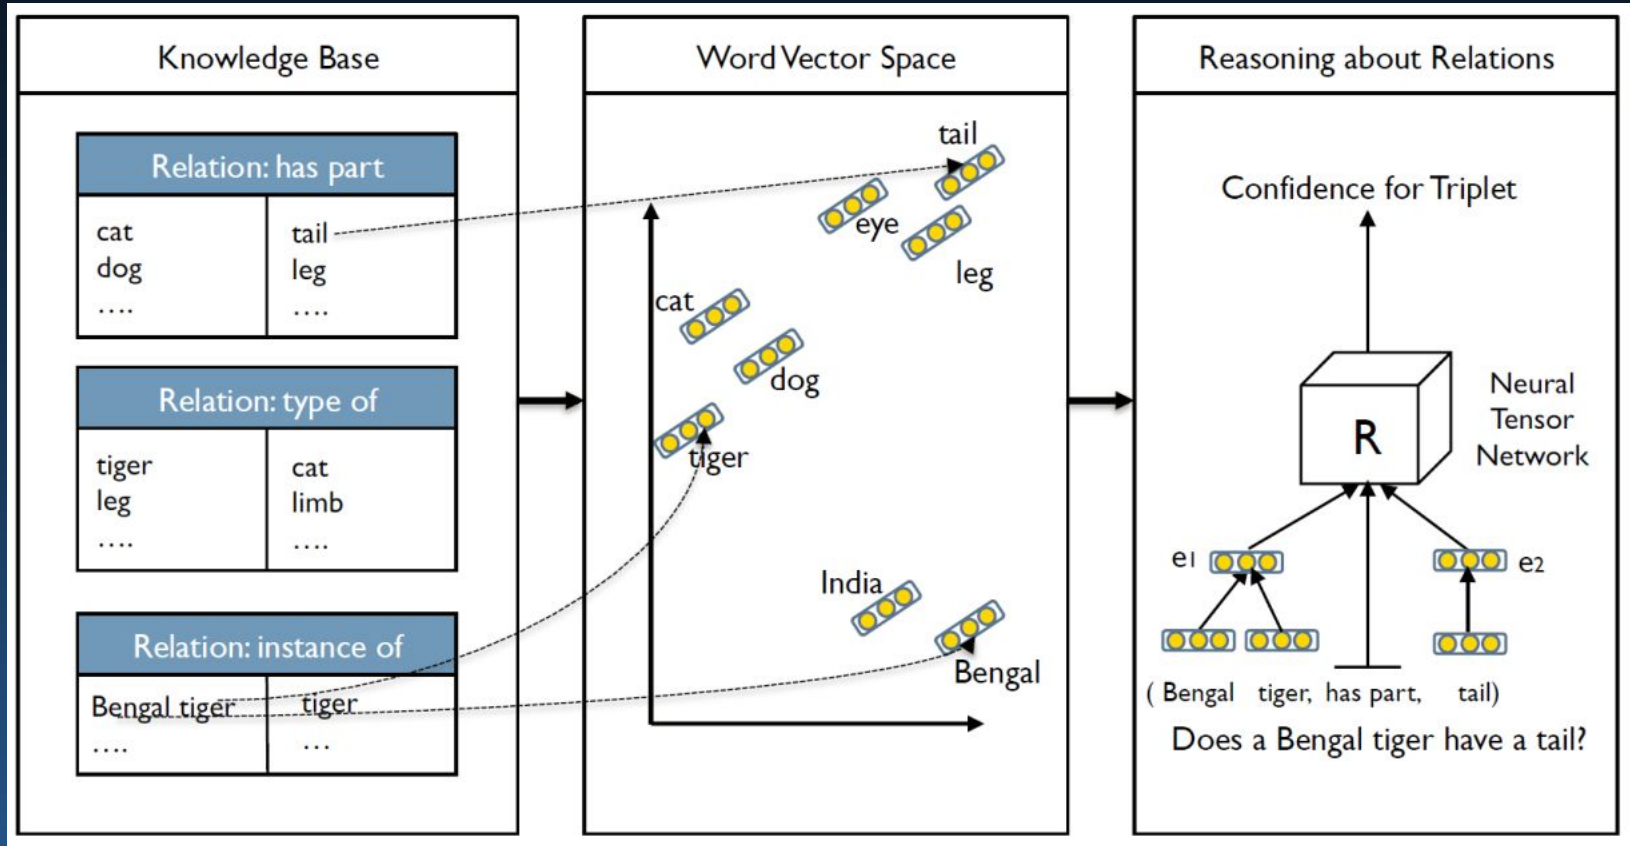 Knowledge Base
Relation: has part
cat tail
dog leg
.... ....
Relation: type of
tiger cat
leg limb
.... ....
Relation: instance of
Bengal tiger tiger
.... ...
Word Vector Space
tail
eye
leg
cat
dog
tiger
India
Bengal
Reasoning about Relations
Confidence for Triplet
R
Neural
Tensor
Network
e1 e2
( Bengal tiger, has part, tail)
Does a Bengal tiger have a tail?